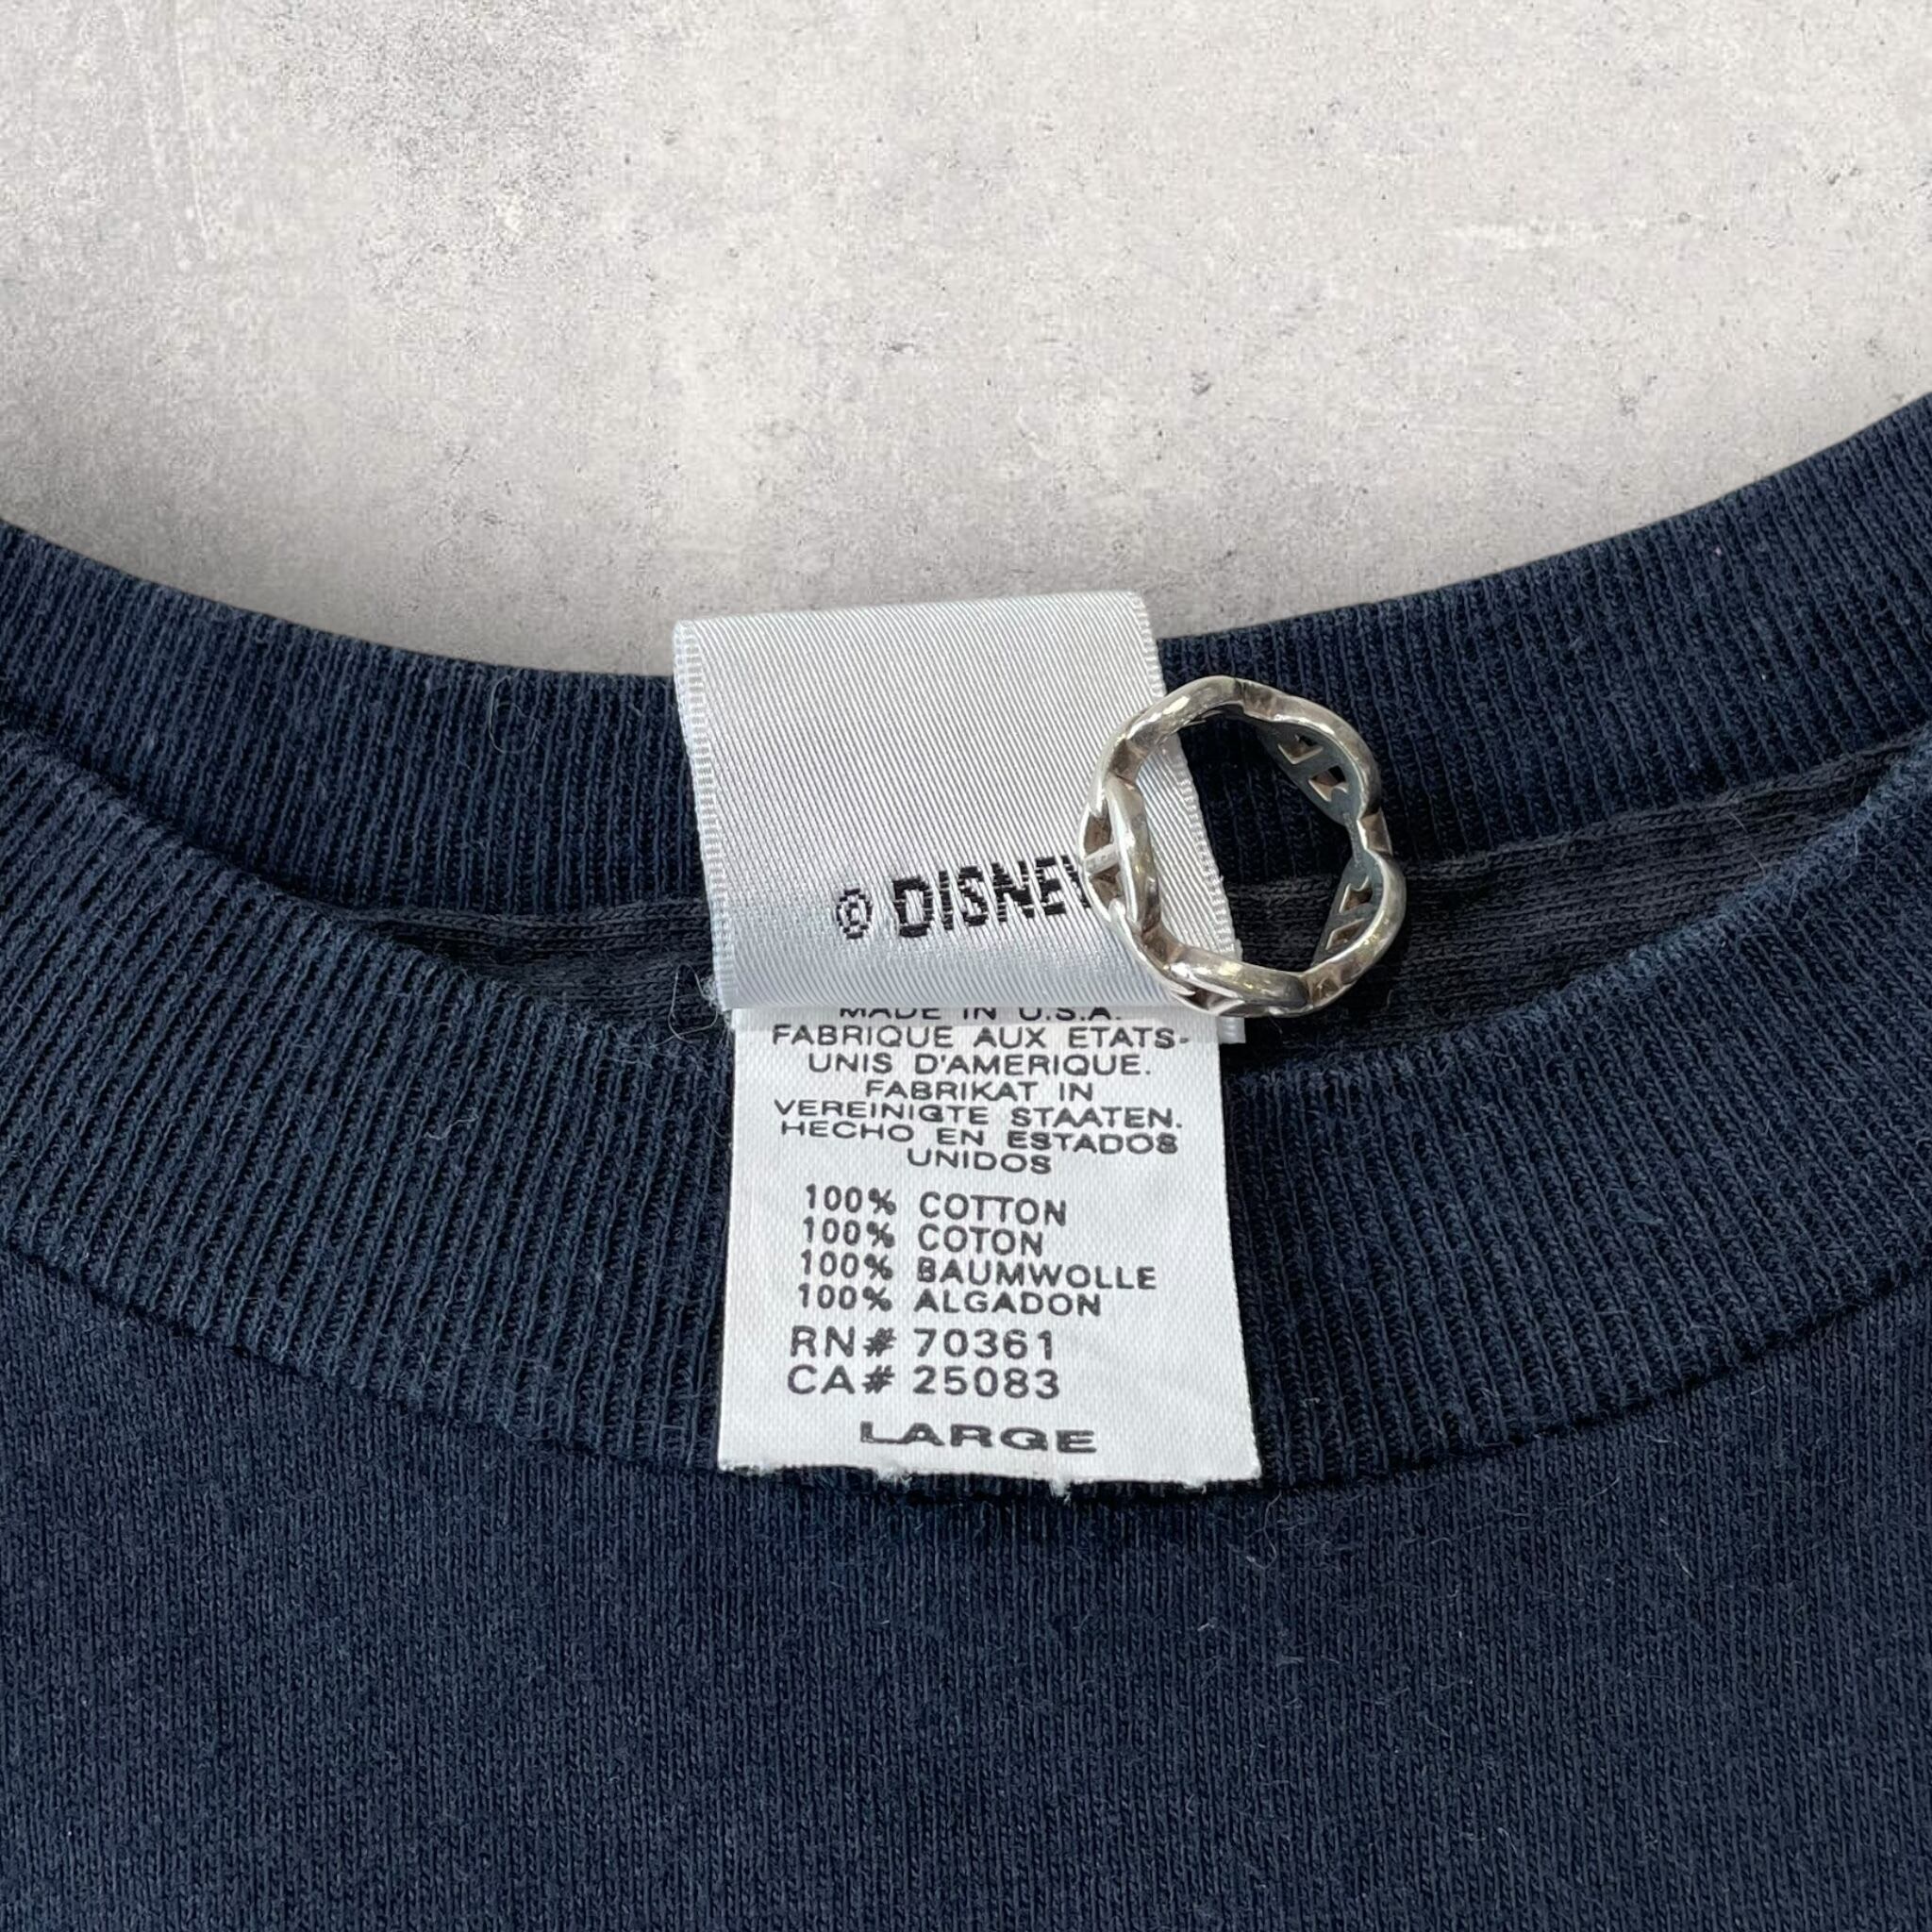 © DISNEY
MADE IN U.S.A.
FABRIQUE AUX ETATS-
UNIS D'AMERIQUE.
FABRIKAT IN
VEREINIGTE STAATEN.
HECHO EN ESTADOS
UNIDOS
100% COTTON
100% COTON
100% BAUMWOLLE
100% ALGADON
RN# 70361
CA# 25083
LARGE